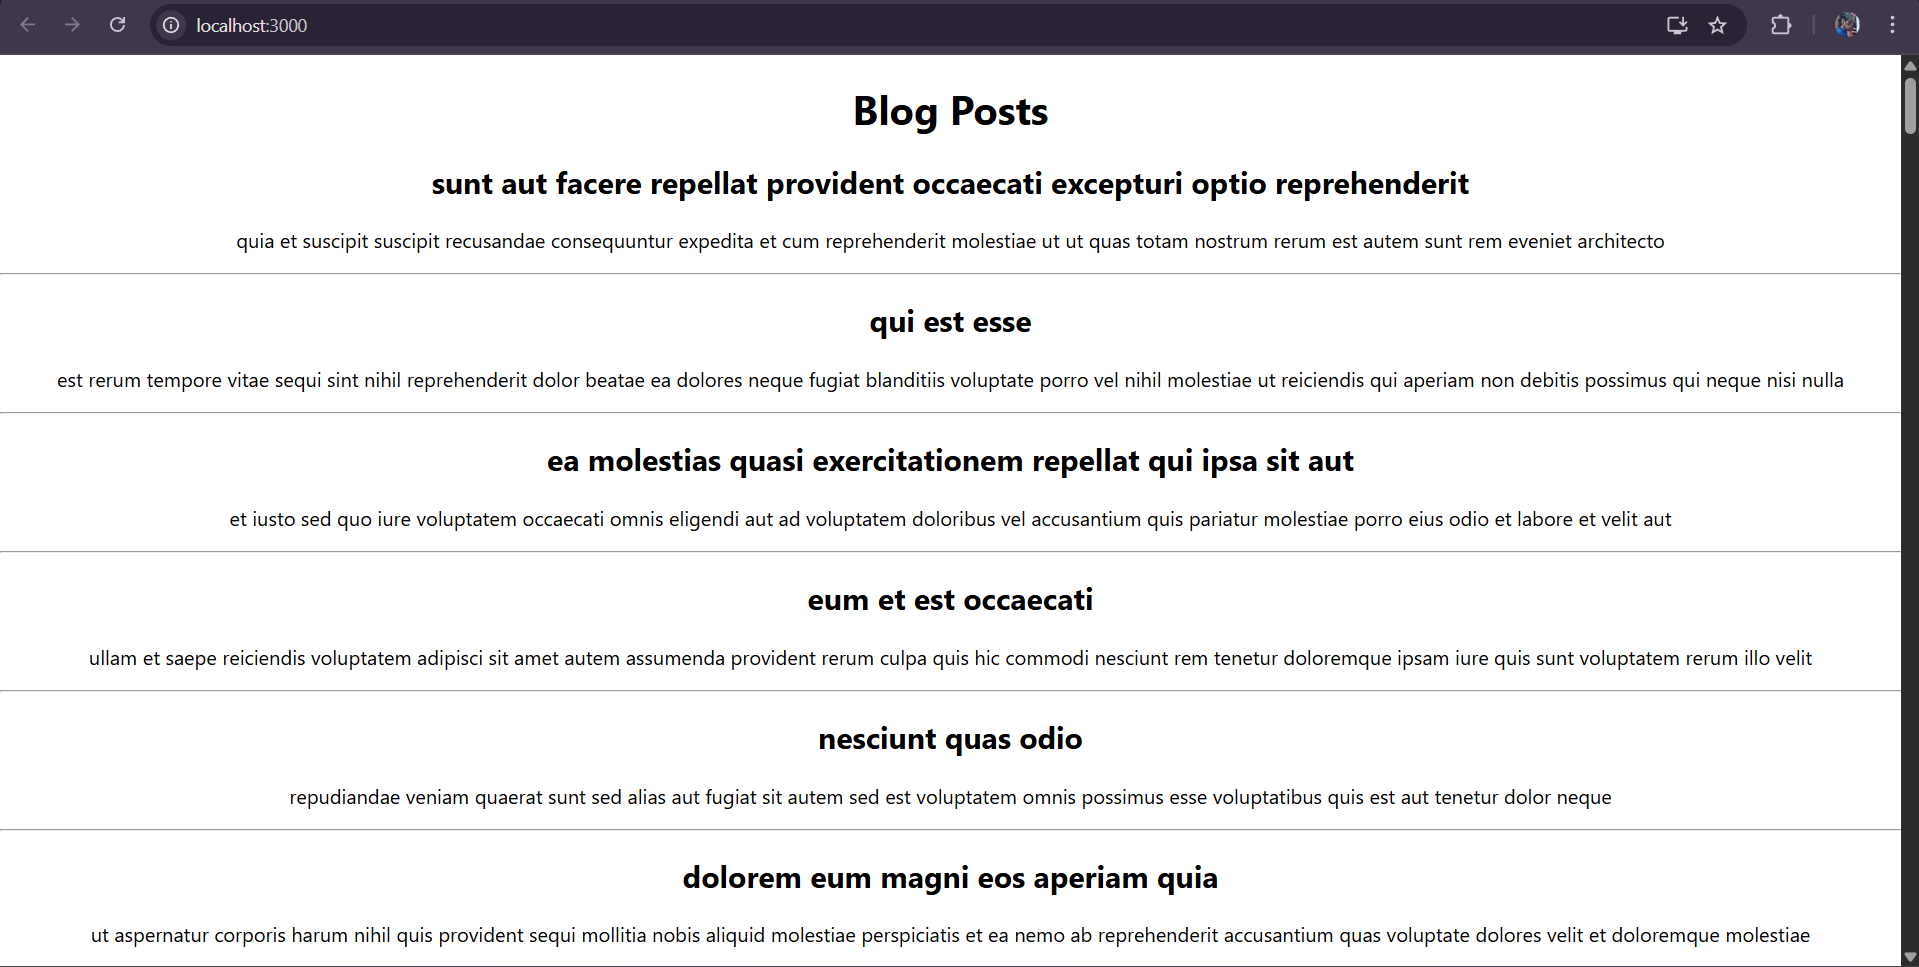 localhost:3000
Blog Posts
sunt aut facere repellat provident occaecati excepturi optio reprehenderit
quia et suscipit suscipit recusandae consequuntur expedita et cum reprehenderit molestiae ut ut quas totam nostrum rerum est autem sunt rem eveniet architecto
qui est esse
est rerum tempore vitae sequi sint nihil reprehenderit dolor beatae ea dolores neque fugiat blanditiis voluptate porro vel nihil molestiae ut reiciendis qui aperiam non debitis possimus qui neque nisi nulla
ea molestias quasi exercitationem repellat qui ipsa sit aut
et iusto sed quo iure voluptatem occaecati omnis eligendi aut ad voluptatem doloribus vel accusantium quis pariatur molestiae porro eius odio et labore et velit aut
eum et est occaecati
ullam et saepe reiciendis voluptatem adipisci sit amet autem assumenda provident rerum culpa quis hic commodi nesciunt rem tenetur doloremque ipsam iure quis sunt voluptatem rerum illo velit
nesciunt quas odio
repudiandae veniam quaerat sunt sed alias aut fugiat sit autem sed est voluptatem omnis possimus esse voluptatibus quis est aut tenetur dolor neque
dolorem eum magni eos aperiam quia
ut aspernatur corporis harum nihil quis provident sequi mollitia nobis aliquid molestiae perspiciatis et ea nemo ab reprehenderit accusantium quas voluptate dolores velit et doloremque molestiae